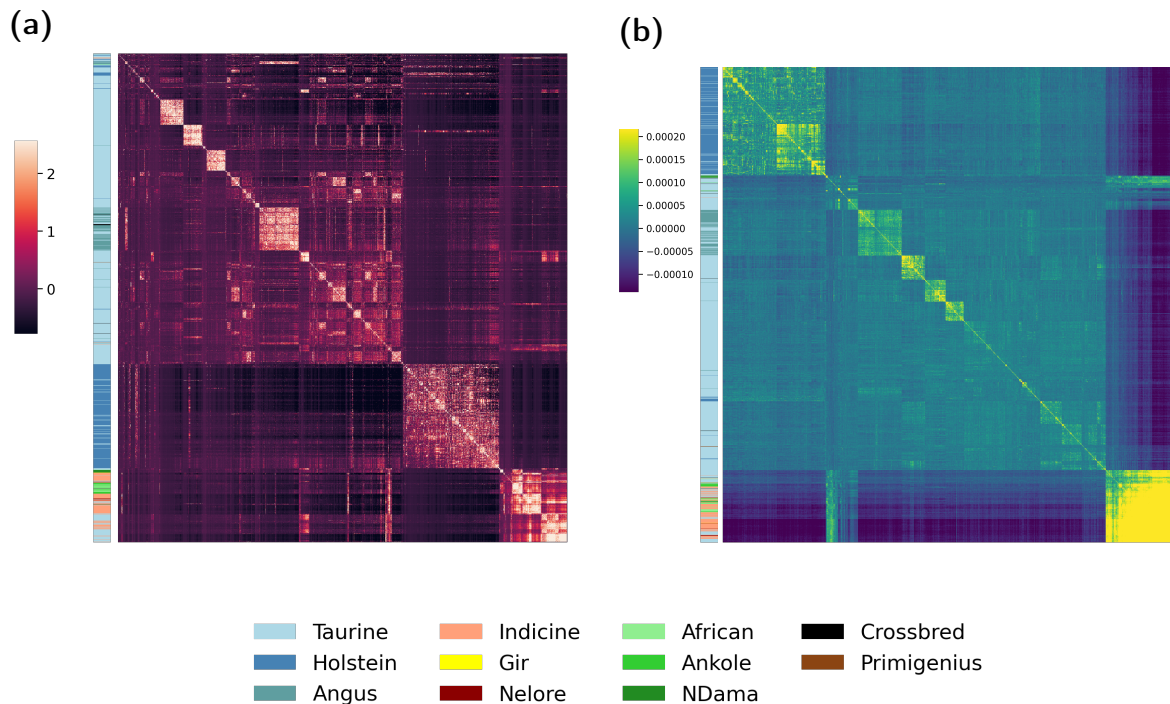 (a)
(b)
2
1
0
0.00020
0.00015
0.00010
0.00005
0.00000
−0.00005
−0.00010
Taurine Indicine African Crossbred
Holstein Gir Ankole Primigenius
Angus Nelore NDama